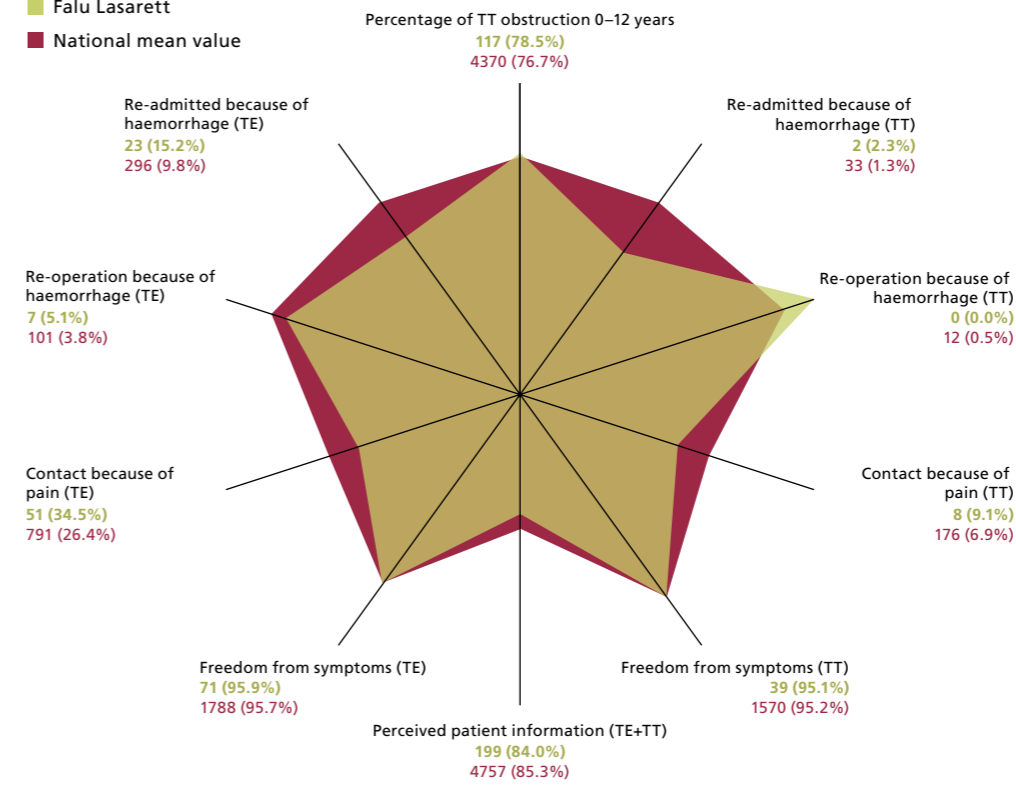 Falu Lasarett
National mean value
Percentage of TT obstruction 0–12 years
117 (78.5%)
4370 (76.7%)
Re-admitted because of
haemorrhage (TE)
23 (15.2%)
296 (9.8%)
Re-admitted because of
haemorrhage (TT)
2 (2.3%)
33 (1.3%)
Re-operation because of
haemorrhage (TE)
7 (5.1%)
101 (3.8%)
Re-operation because of
haemorrhage (TT)
0 (0.0%)
12 (0.5%)
Contact because of
pain (TE)
51 (34.5%)
791 (26.4%)
Contact because of
pain (TT)
8 (9.1%)
176 (6.9%)
Freedom from symptoms (TE)
71 (95.9%)
1788 (95.7%)
Freedom from symptoms (TT)
39 (95.1%)
1570 (95.2%)
Perceived patient information (TE+TT)
199 (84.0%)
4757 (85.3%)